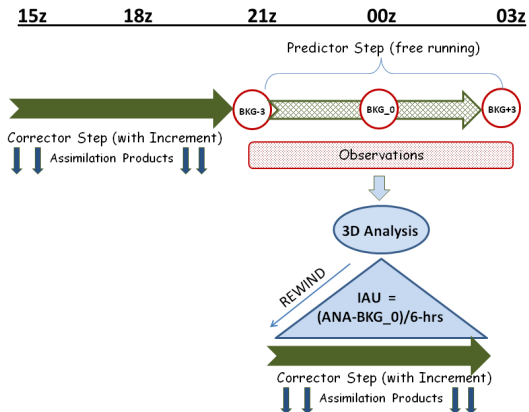 15z 18z 21z 00z 03z
Predictor Step (free running)
BKG-3 BKG_0 BKG+3
Corrector Step (with Increment)
Assimilation Products
Observations
3D Analysis
REWIND
IAU =
(ANA-BKG_0)/6-hrs
Corrector Step (with Increment)
Assimilation Products